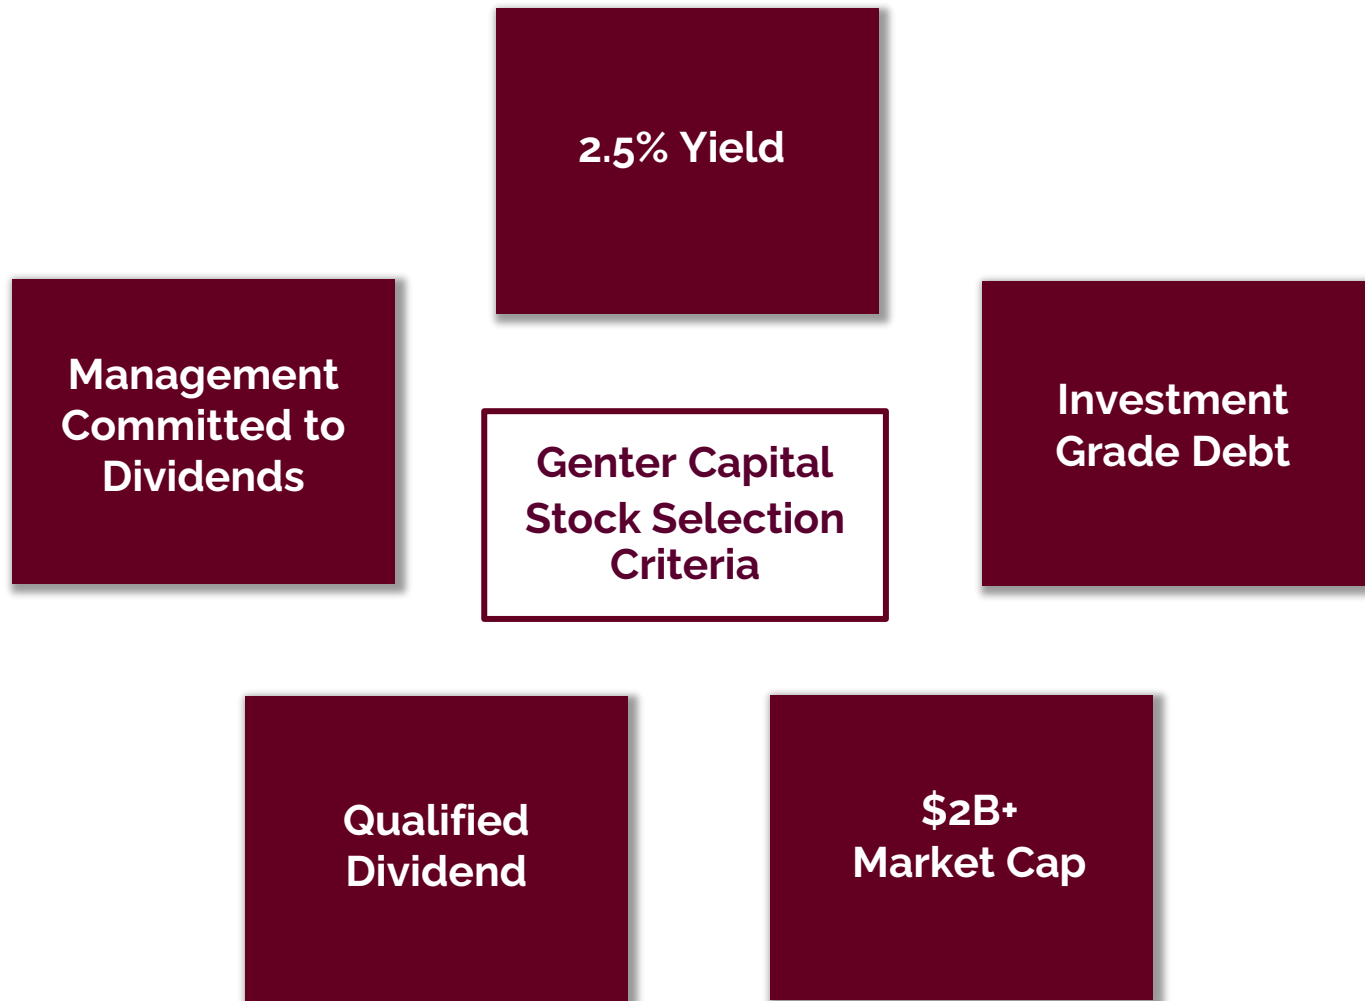 2.5% Yield
Management
Committed to
Dividends
Investment
Grade Debt
Genter Capital
Stock Selection
Criteria
Qualified
Dividend
$2B+
Market Cap